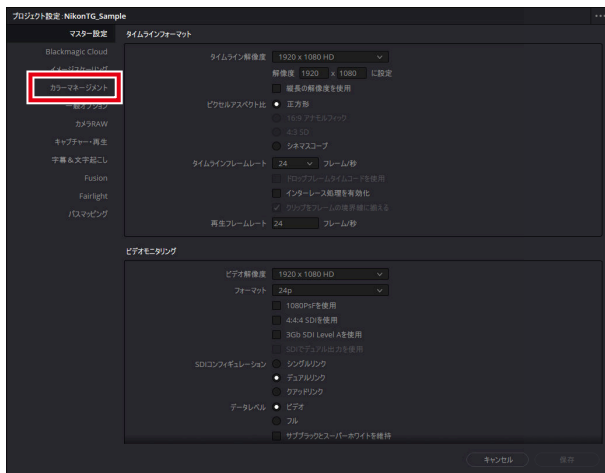 プロジェクト設定:NikonTG_Sample
マスター設定
Blackmagic Cloud
イメージスケーリング
カラーマネージメント
一般オプション
カメラRAW
キャプチャー・再生
字幕&文字起こし
Fusion
Fairlight
パスマッピング
タイムラインフォーマット
タイムライン解像度 1920 x 1080 HD
解像度 1920 x 1080 に設定
縦長の解像度を使用
ピクセルアスペクト比 正方形
16:9 アナモルフィック
4:3 SD
シネマスコープ
タイムラインフレームレート 24 フレーム/秒
ドロップフレームタイムコードを使用
インターレース処理を有効化
クリップをフレームの境界線に揃える
再生フレームレート 24 フレーム/秒
ビデオモニタリング
ビデオ解像度 1920 x 1080 HD
フォーマット 24p
1080PsFを使用
4:4:4 SDIを使用
3Gb SDI Level Aを使用
SDIでデュアル出力を使用
SDIコンフィギュレーション シングルリンク
デュアルリンク
クアッドリンク
データレベル ビデオ
フル
サブブラックとスーパーホワイトを維持
キャンセル 保存